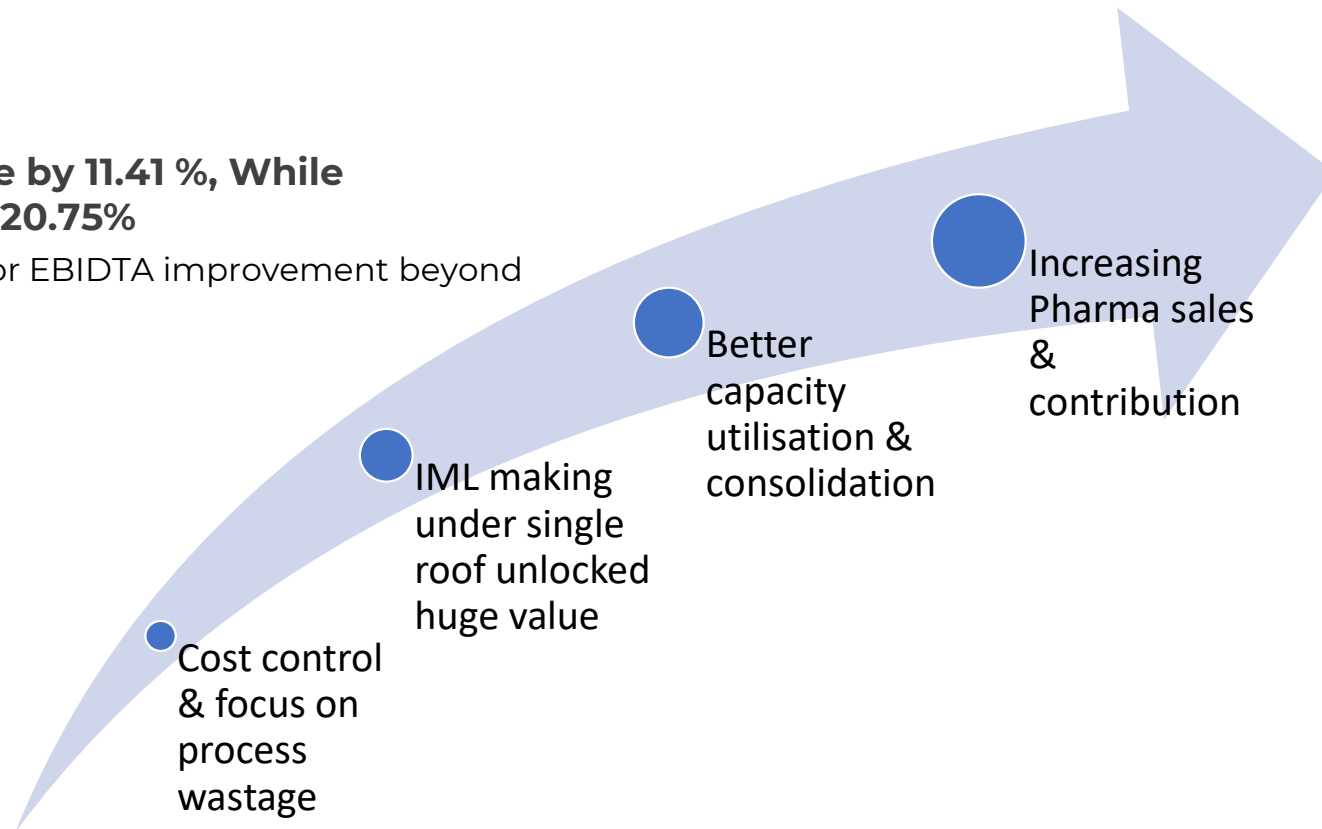 e by 11.41 %, While
20.75%
or EBIDTA improvement beyond
Increasing
Pharma sales
&
contribution
Better
capacity
utilisation &
consolidation
IML making
under single
roof unlocked
huge value
Cost control
& focus on
process
wastage